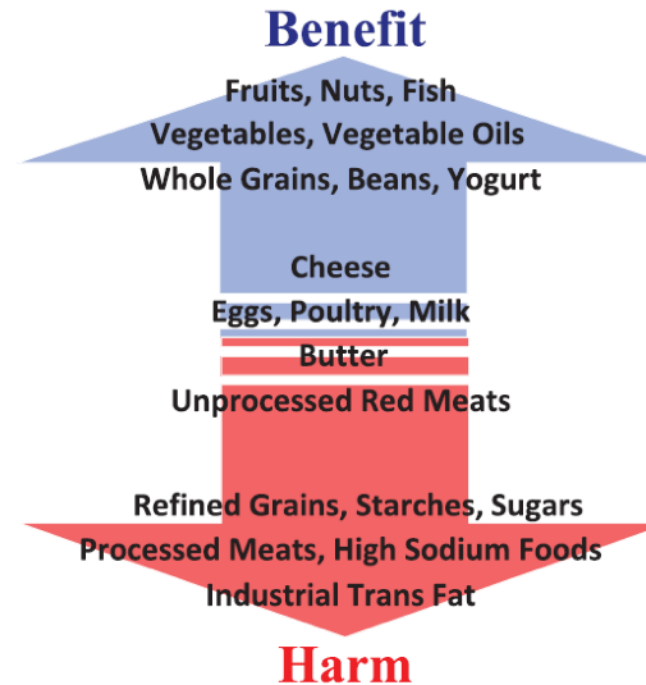 Benefit
Fruits, Nuts, Fish
Vegetables, Vegetable Oils
Whole Grains, Beans, Yogurt
Cheese
Eggs, Poultry, Milk
Butter
Unprocessed Red Meats
Refined Grains, Starches, Sugars
Processed Meats, High Sodium Foods
Industrial Trans Fat
Harm